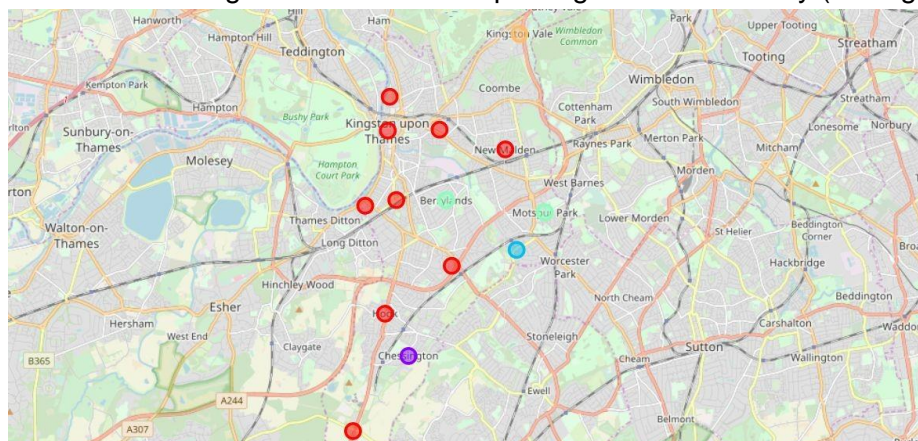 Hanworth
Hampton Hill
Hill
Teddington
Ham
Kingston Vale
Wimbledon
Common
Park
Upper Tooting
Streatham
Wimbledon
Tooting
Kempton Park
Hampton
Bushy Park
Coombe
Cottenham
Park
South Wimbledon
Streatham
Sunbury-on-
Thames
Kingston upon
Thames
New Malden
Raynes Park
Merton Park
Lonesome
Norbury
Mitcham
Molesey
Hampton
Court Park
West Barnes
Morden
Walton-on-
Thames
Thames Ditton
Berrylands
Motspur Park
Lower Morden
St Helier
Beddington
Corner
Long Ditton
Worcester
Park
Hackbridge
Hinchley Wood
Esher
North Cheam
Beddington
Hersham
West End
Claygate
Hook
Stoneleigh
Carshalton
Waddo
B365
Chessington
Cheam
Sutton
Wallington
A244
Ewell
A307
Belmont